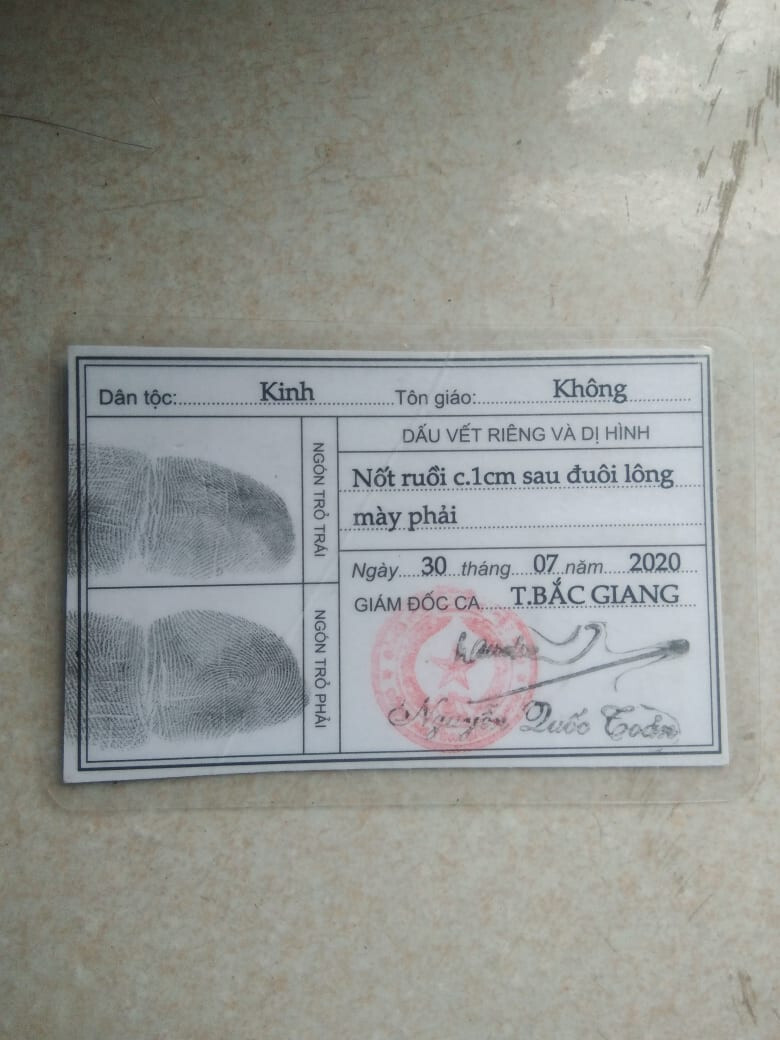 Dân tộc: Kinh Tôn giáo: Không
NGÓN TRỎ TRÁI
NGÓN TRỎ PHẢI
DẤU VẾT RIÊNG VÀ DỊ HÌNH
Nốt ruồi c.1cm sau đuôi lông
mày phải
Ngày 30 tháng 07 năm 2020
GIÁM ĐỐC CA T.BẮC GIANG
Nguyễn Quốc Toản